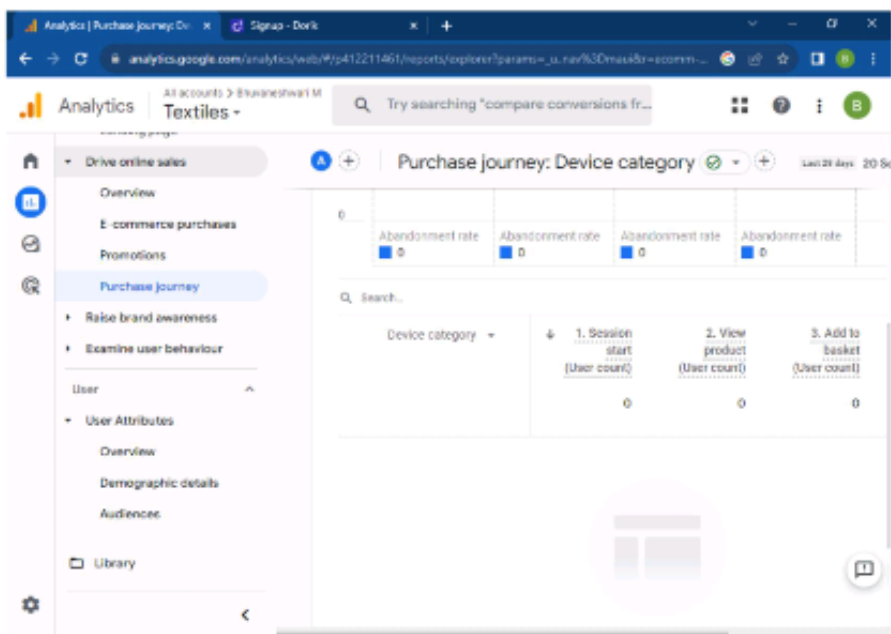 Analytics | Purchase journey: De
Signup - Dorik
analytics.google.com/analytics/web/#/p412211461/reports/explorer?params=_u..nav%3Dmaui&r=ecomm-...
Analytics
All accounts > Bhuvaneshwari M
Textiles
Try searching "compare conversions fr...
B
Drive online sales
A
Purchase journey: Device category
Last 28 days
Overview
E-commerce purchases
Promotions
Purchase journey
Raise brand awareness
Examine user behaviour
User
User Attributes
Overview
Demographic details
Audiences
Library
0
Abandonment rate Abandonment rate Abandonment rate Abandonment rate
0 0 0 0
Search...
Device category
1. Session start (User count)
2. View product (User count)
3. Add to basket (User count)
0 0 0